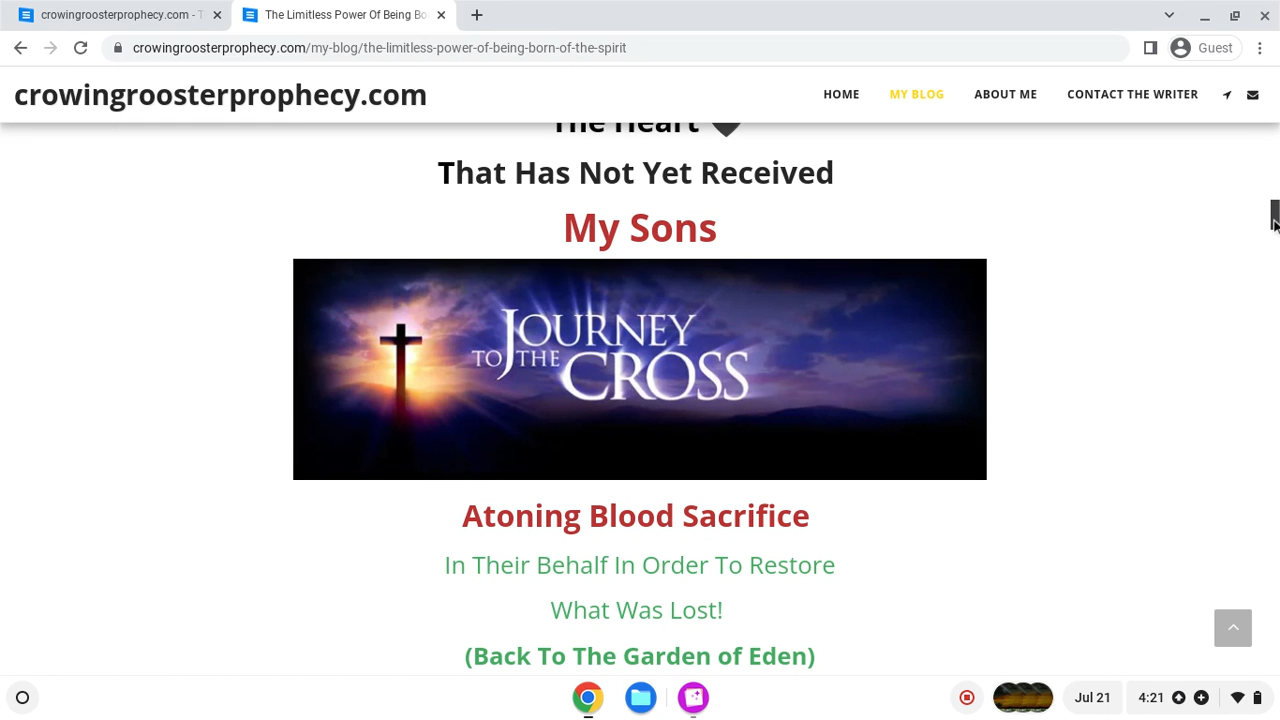 crowingroosterprophecy.com - T
The Limitless Power Of Being Bo
crowingroosterprophecy.com/my-blog/the-limitless-power-of-being-born-of-the-spirit
Guest
crowingroosterprophecy.com
HOME
MY BLOG
ABOUT ME
CONTACT THE WRITER
The Heart
That Has Not Yet Received
My Sons
JOURNEY
TO THE
CROSS
Atoning Blood Sacrifice
In Their Behalf In Order To Restore
What Was Lost!
(Back To The Garden of Eden)
Jul 21
4:21